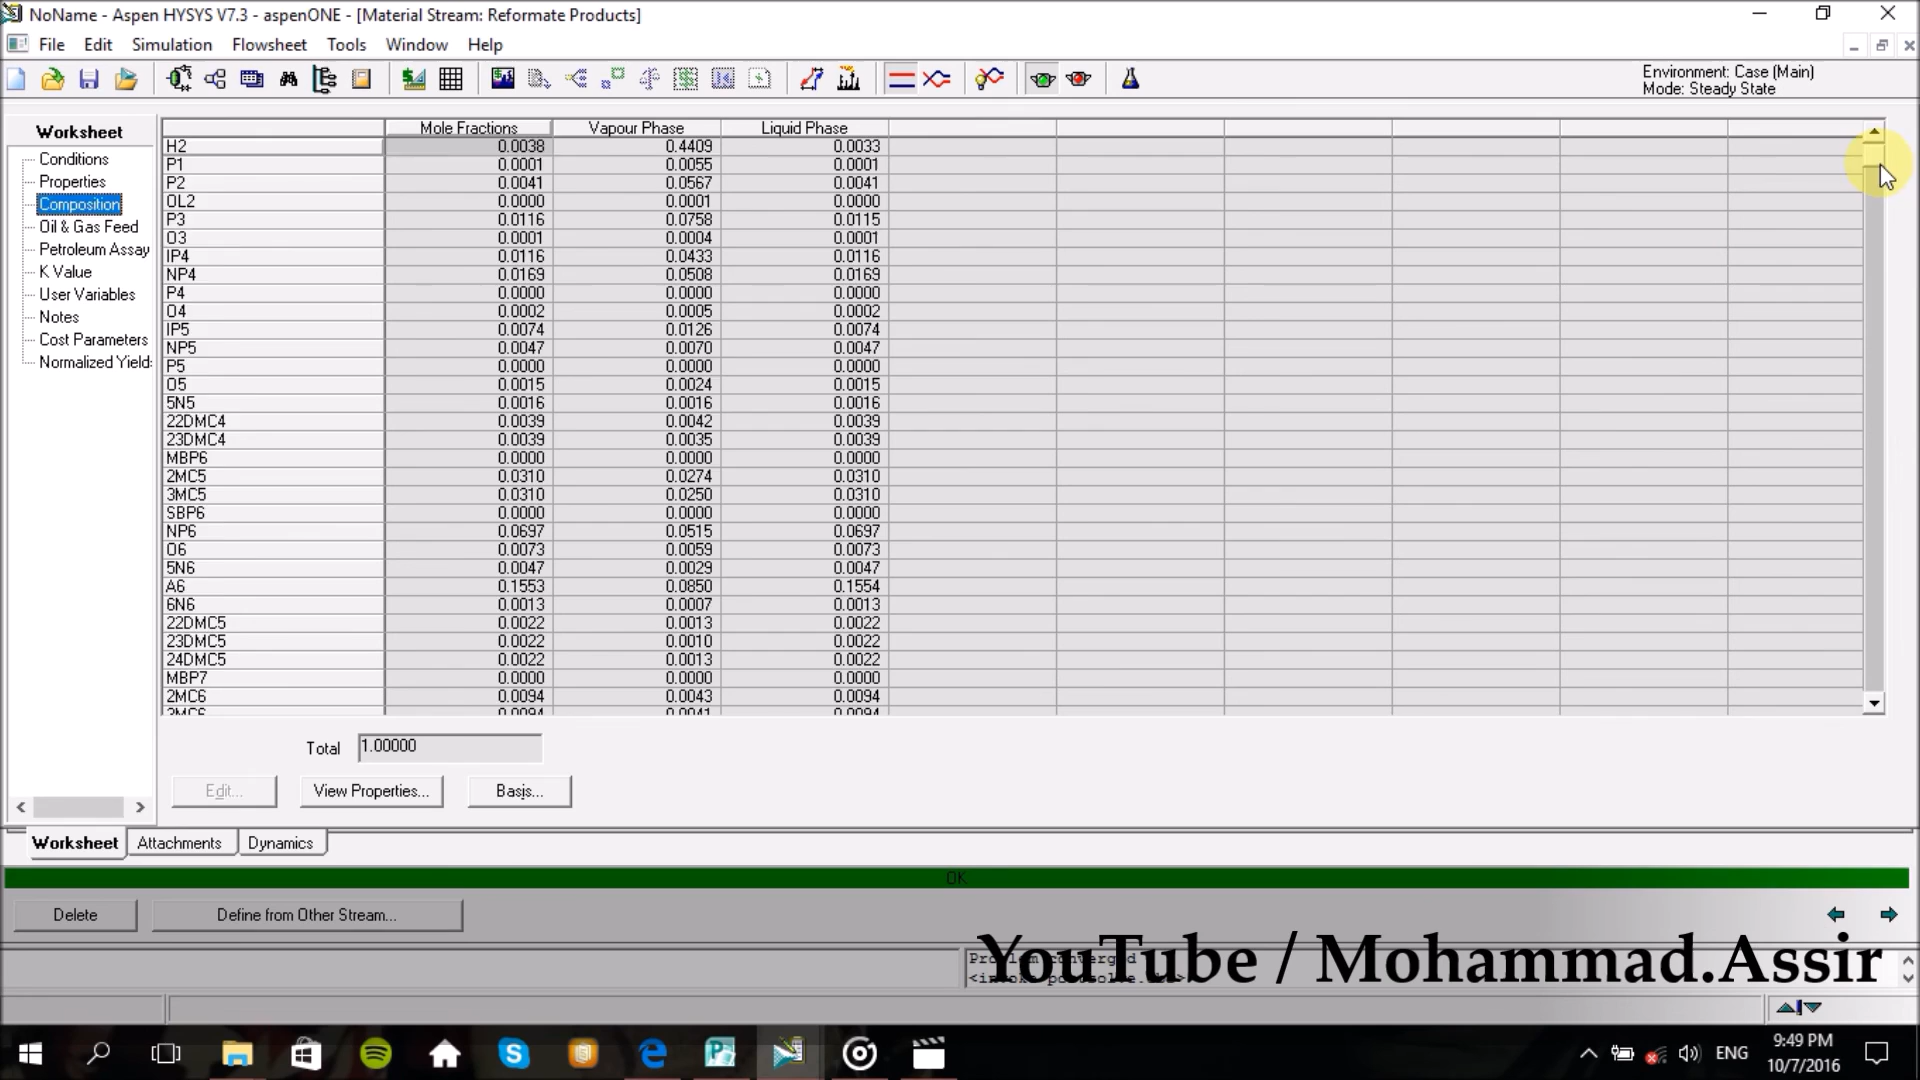 NoName - Aspen HYSYS V7.3 - aspenONE - [Material Stream: Reformate Products]
File Edit Simulation Flowsheet Tools Window Help
Environment: Case (Main)
Mode: Steady State
Worksheet
Conditions
Properties
Composition
Oil & Gas Feed
Petroleum Assay
K Value
User Variables
Notes
Cost Parameters
Normalized Yield
Mole Fractions Vapour Phase Liquid Phase
H2 0.0038 0.4409 0.0033
P1 0.0001 0.0055 0.0001
P2 0.0041 0.0567 0.0041
OL2 0.0000 0.0001 0.0000
P3 0.0116 0.0758 0.0115
O3 0.0001 0.0004 0.0001
IP4 0.0116 0.0433 0.0116
NP4 0.0169 0.0508 0.0169
P4 0.0000 0.0000 0.0000
O4 0.0002 0.0005 0.0002
IP5 0.0074 0.0126 0.0074
NP5 0.0047 0.0070 0.0047
P5 0.0000 0.0000 0.0000
O5 0.0015 0.0024 0.0015
5N5 0.0016 0.0016 0.0016
22DMC4 0.0039 0.0042 0.0039
23DMC4 0.0039 0.0035 0.0039
MBP6 0.0000 0.0000 0.0000
2MC5 0.0310 0.0274 0.0310
3MC5 0.0310 0.0250 0.0310
SBP6 0.0000 0.0000 0.0000
NP6 0.0697 0.0515 0.0697
O6 0.0073 0.0059 0.0073
5N6 0.0047 0.0029 0.0047
A6 0.1553 0.0850 0.1554
6N6 0.0013 0.0007 0.0013
22DMC5 0.0022 0.0013 0.0022
23DMC5 0.0022 0.0010 0.0022
24DMC5 0.0022 0.0013 0.0022
MBP7 0.0000 0.0000 0.0000
2MC6 0.0094 0.0043 0.0094
3MC6 0.0094 0.0041 0.0094
Total 1.00000
Edit... View Properties... Basis...
Worksheet Attachments Dynamics
OK
Delete Define from Other Stream...
Problem converged
YouTube / Mohammad.Assir
ENG
9:49 PM
10/7/2016